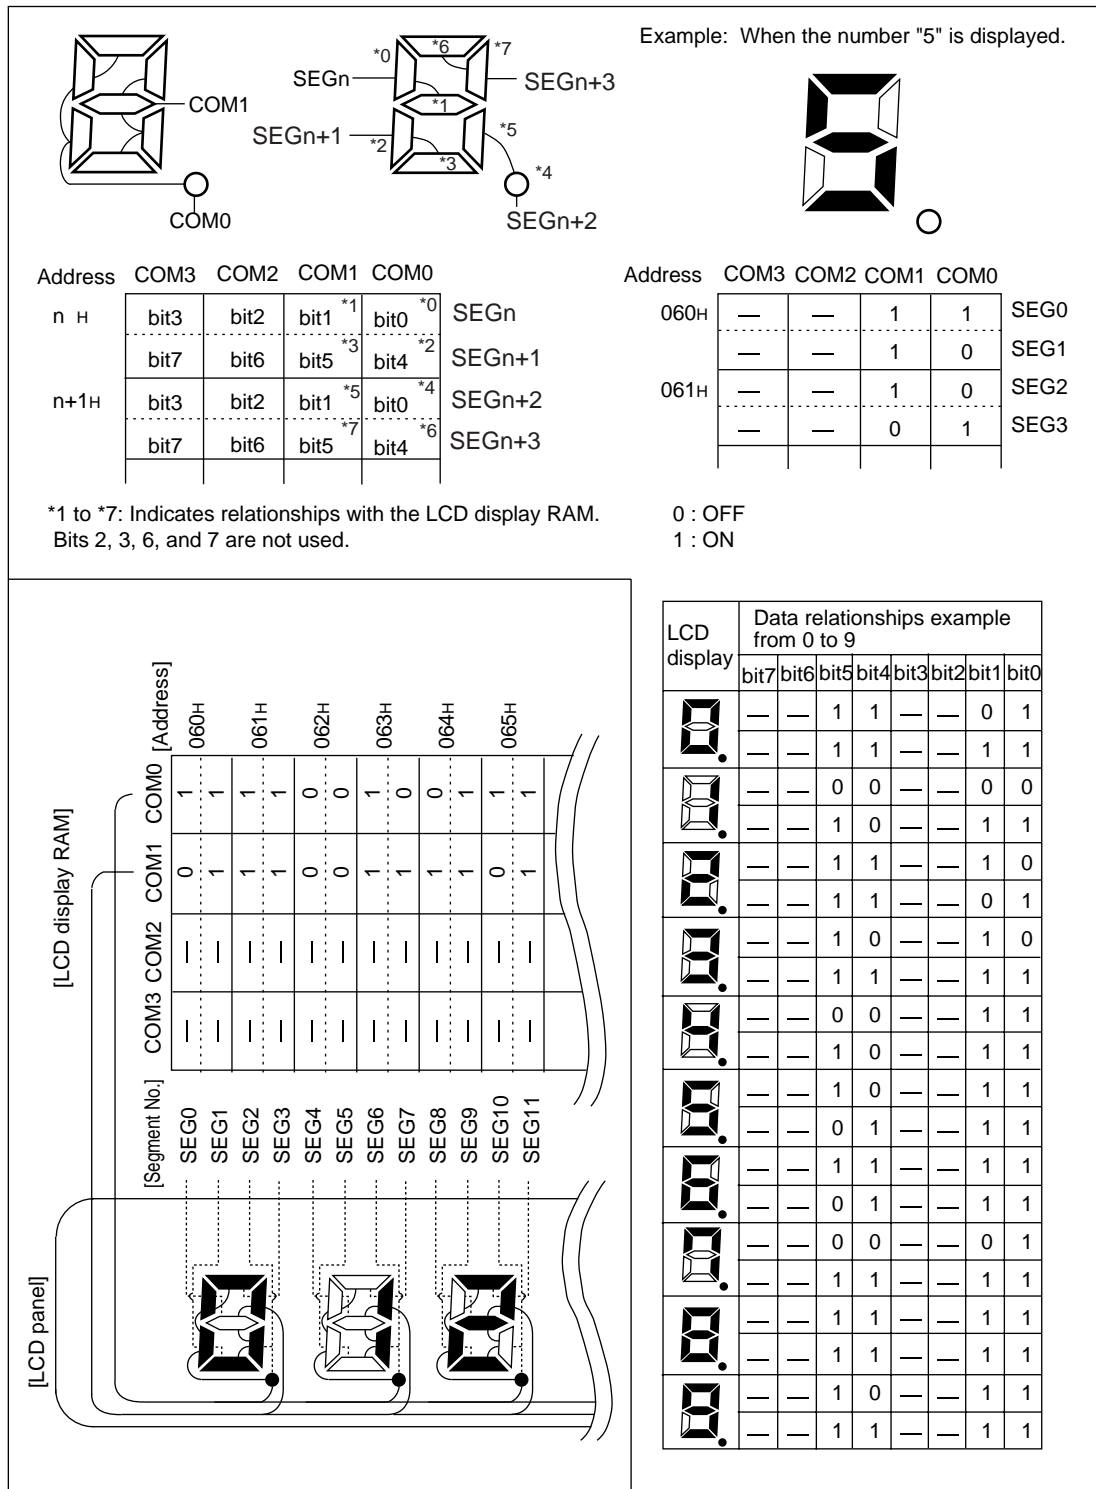 Example: When the number "5" is displayed.
*0 *6 *7
SEGn SEGn+3
COM1
*1
SEGn+1 *2 *5
*3 *4
COM0 SEGn+2
Address COM3 COM2 COM1 COM0
n H bit3 bit2 bit1 *1 bit0 *0 SEGn
bit7 bit6 bit5 *3 bit4 *2 SEGn+1
n+1H bit3 bit2 bit1 *5 bit0 *4 SEGn+2
bit7 bit6 bit5 *7 bit4 *6 SEGn+3
Address COM3 COM2 COM1 COM0
060H — — 1 1 SEG0
— — 1 0 SEG1
061H — — 1 0 SEG2
— — 0 1 SEG3
*1 to *7: Indicates relationships with the LCD display RAM.
Bits 2, 3, 6, and 7 are not used.
0 : OFF
1 : ON
[LCD display RAM]
[Address] 060H 061H 062H 063H 064H 065H
COM0 1 1 1 1 0 0 1 0 0 1 1 1
COM1 0 1 1 1 0 0 1 1 1 1 0 1
COM2 — — — — — — — — — — — —
COM3 — — — — — — — — — — — —
[Segment No.] SEG0 SEG1 SEG2 SEG3 SEG4 SEG5 SEG6 SEG7 SEG8 SEG9 SEG10 SEG11
[LCD panel]
LCD display
Data relationships example from 0 to 9
bit7 bit6 bit5 bit4 bit3 bit2 bit1 bit0
— — 1 1 — — 0 1
— — 1 1 — — 1 1
— — 0 0 — — 0 0
— — 1 0 — — 1 1
— — 1 1 — — 1 0
— — 1 1 — — 0 1
— — 1 0 — — 1 0
— — 1 1 — — 1 1
— — 0 0 — — 1 1
— — 1 0 — — 1 1
— — 1 0 — — 1 1
— — 0 1 — — 1 1
— — 1 1 — — 1 1
— — 0 1 — — 1 1
— — 0 0 — — 0 1
— — 1 1 — — 1 1
— — 1 1 — — 1 1
— — 1 1 — — 1 1
— — 1 0 — — 1 1
— — 1 1 — — 1 1